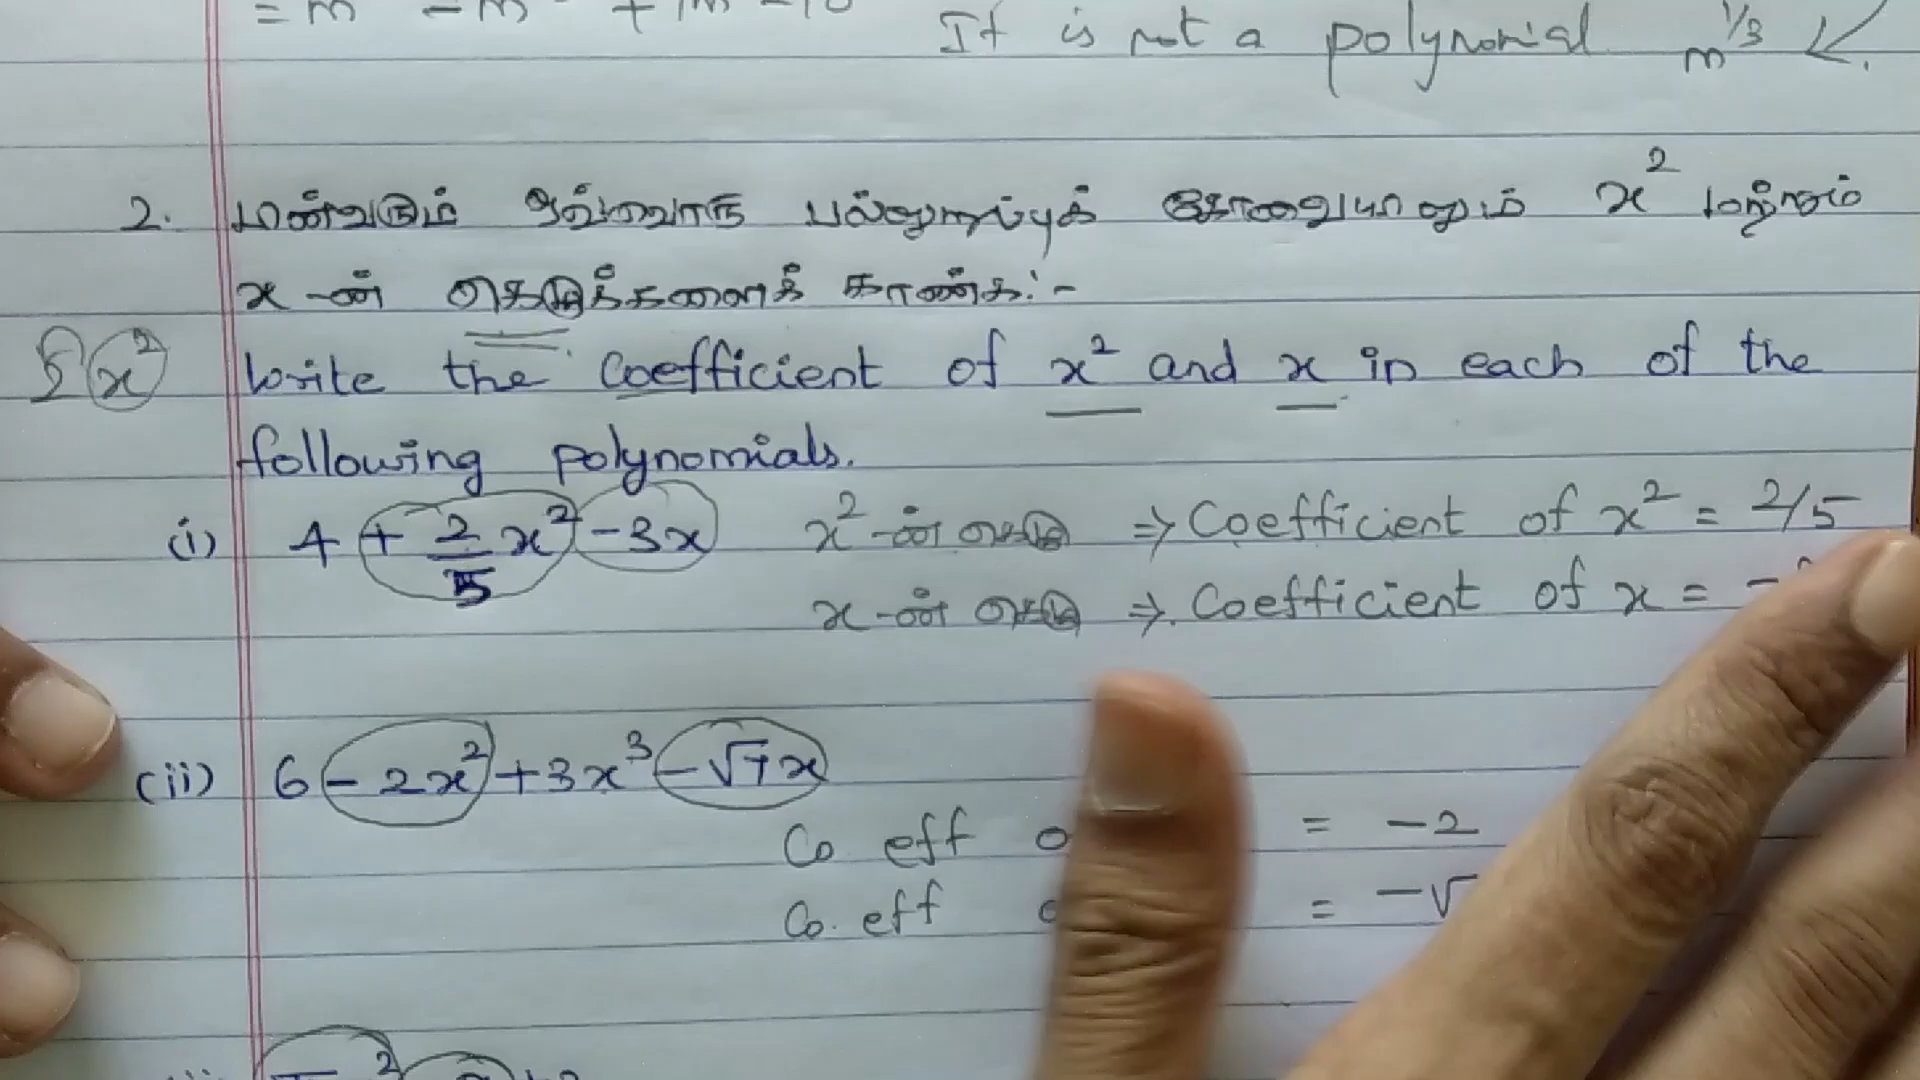 It is not a polynomial m^1/3
2. பின்வரும் ஒவ்வொரு பல்லுறுப்புக் கோவையிலும் x² மற்றும்
x-ன் கெழுக்களைக் காண்க:-
5x² Write the coefficient of x² and x in each of the
following polynomials.
(i) 4 + 2/5 x² - 3x x²-ன் கெழு ⇒ Coefficient of x² = 2/5
x-ன் கெழு ⇒ Coefficient of x = -
(ii) 6 - 2x² + 3x³ - √7x
Co eff = -2
Co. eff = -√